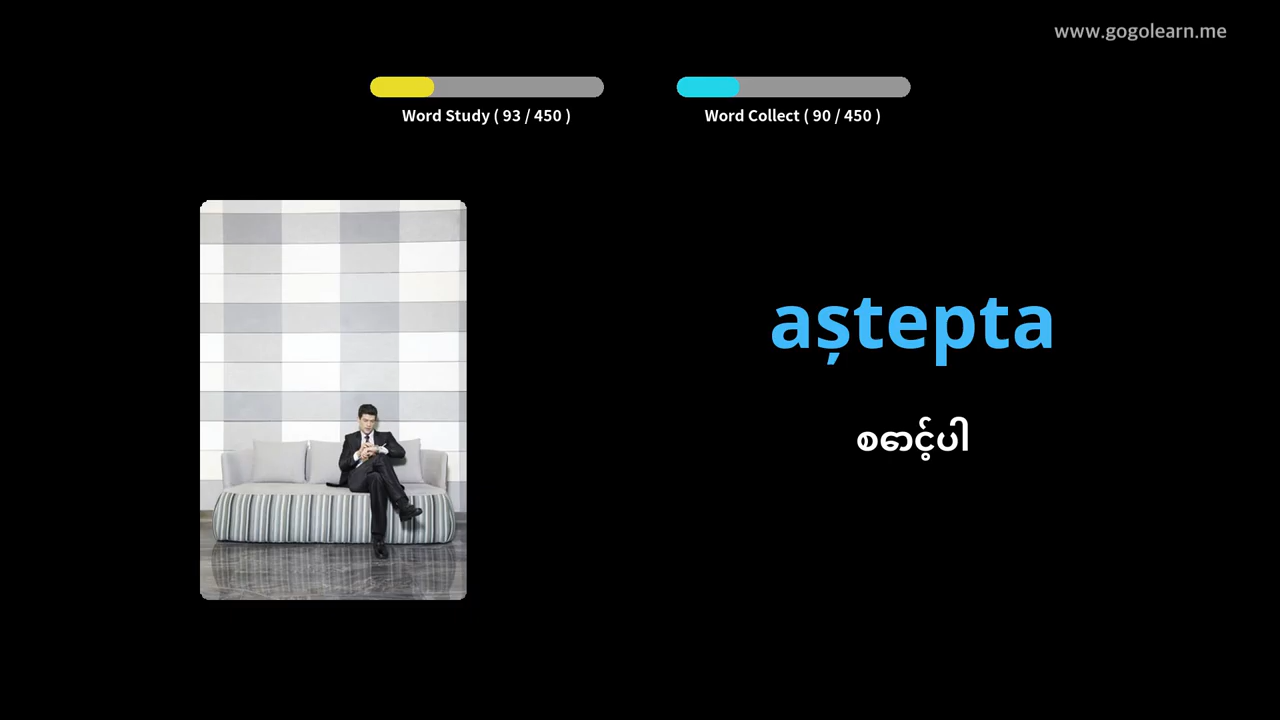 www.gogolearn.me
Word Study ( 93 / 450 )
Word Collect ( 90 / 450 )
aștepta
စောင့်ပါ